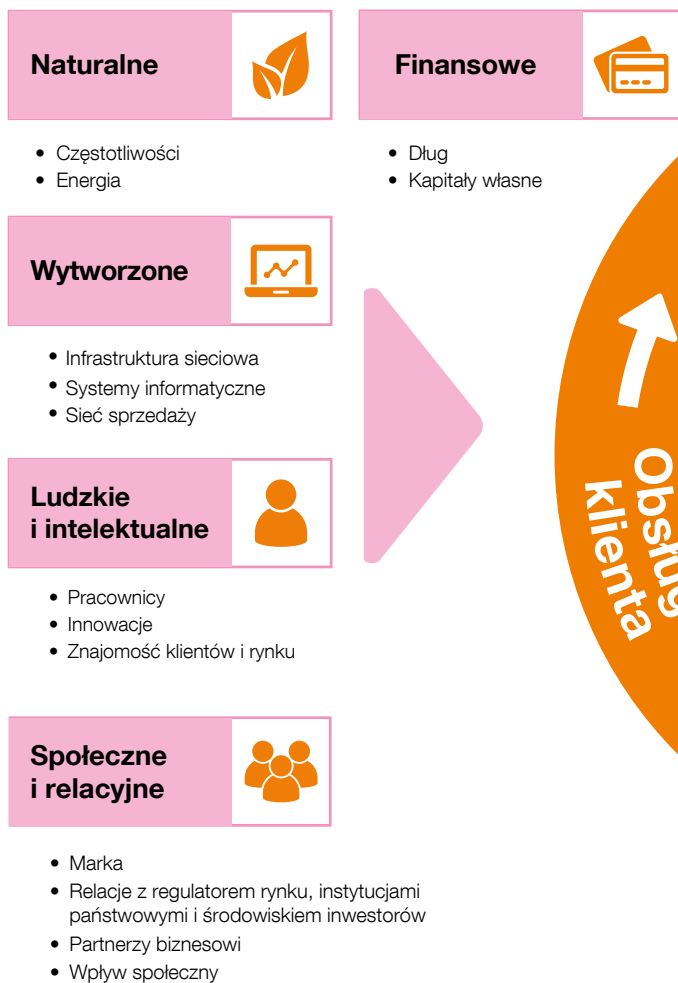 Naturalne
• Częstotliwości
• Energia
Finansowe
• Dług
• Kapitały własne
Wytworzone
• Infrastruktura sieciowa
• Systemy informatyczne
• Sieć sprzedaży
Ludzkie
i intelektualne
• Pracownicy
• Innowacje
• Znajomość klientów i rynku
Społeczne
i relacyjne
• Marka
• Relacje z regulatorem rynku, instytucjami
państwowymi i środowiskiem inwestorów
• Partnerzy biznesowi
• Wpływ społeczny
Obsług
klienta